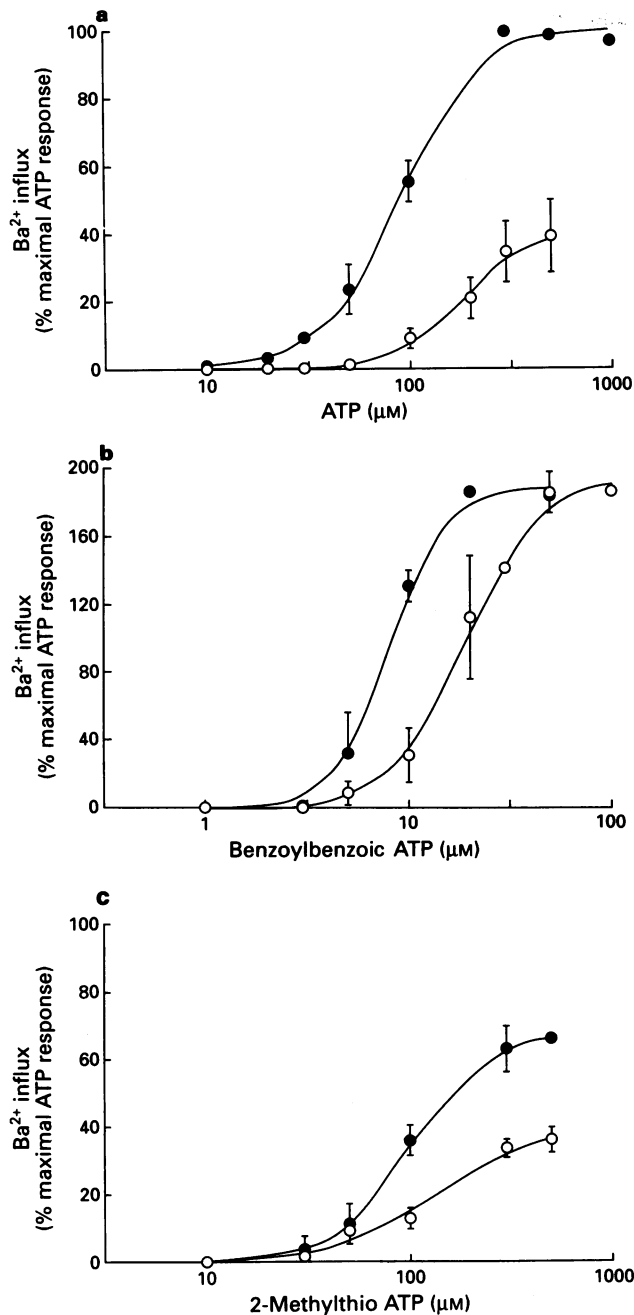 a
100
80
60
40
20
0
Ba2+ influx
(% maximal ATP response)
10 100 1000
ATP (μM)
b
200
160
120
80
40
0
Ba2+ influx
(% maximal ATP response)
1 10 100
Benzoylbenzoic ATP (μM)
c
100
80
60
40
20
0
Ba2+ influx
(% maximal ATP response)
10 100 1000
2-Methylthio ATP (μM)